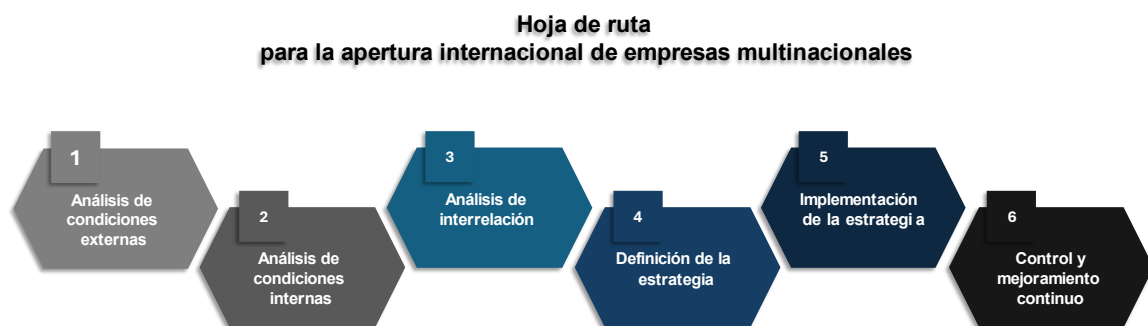 Hoja de ruta
para la apertura internacional de empresas multinacionales
1
Análisis de
condiciones
externas
2
Análisis de
condiciones
internas
3
Análisis de
interrelación
4
Definición de la
estrategia
5
Implementación
de la estrategi a
6
Control y
mejoramiento
continuo